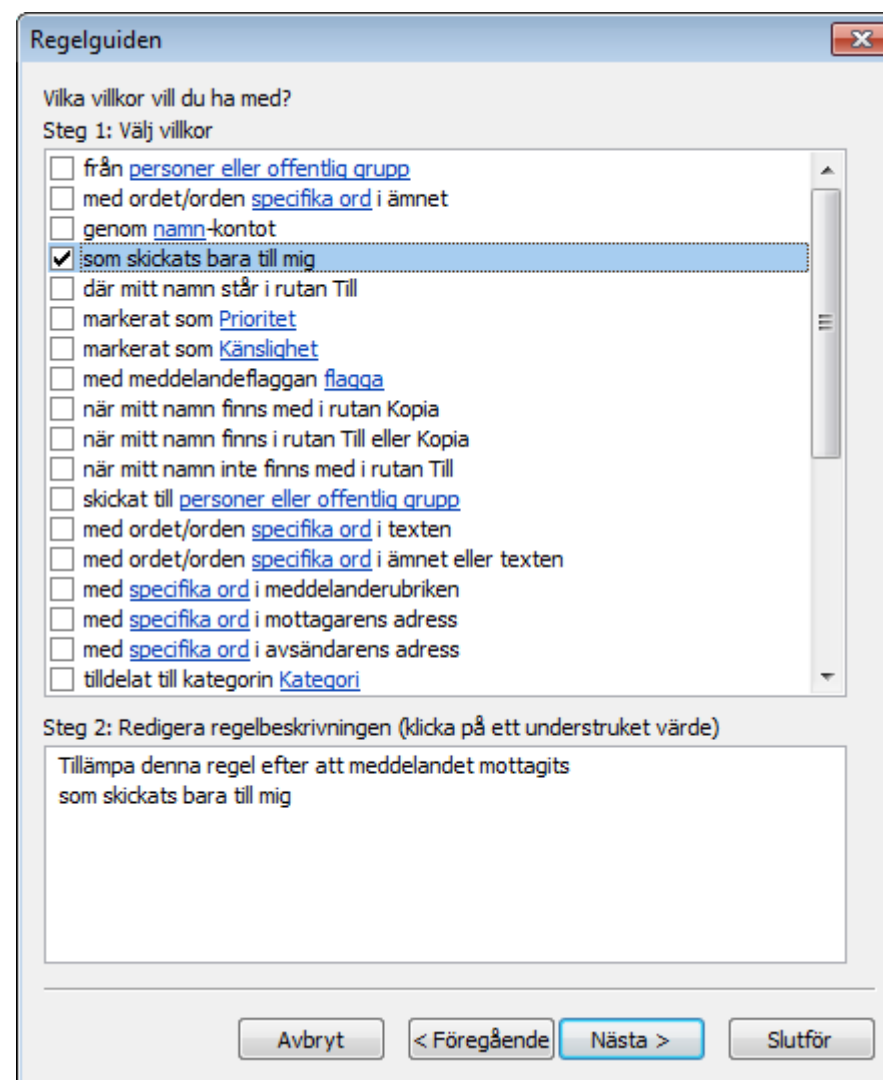 Regelguiden
Vilka villkor vill du ha med?
Steg 1: Välj villkor
från personer eller offentlig grupp
med ordet/orden specifika ord i ämnet
genom namn-kontot
som skickats bara till mig
där mitt namn står i rutan Till
markerat som Prioritet
markerat som Känslighet
med meddelandeflaggan flagga
när mitt namn finns med i rutan Kopia
när mitt namn finns i rutan Till eller Kopia
när mitt namn inte finns med i rutan Till
skickat till personer eller offentlig grupp
med ordet/orden specifika ord i texten
med ordet/orden specifika ord i ämnet eller texten
med specifika ord i meddelanderubriken
med specifika ord i mottagarens adress
med specifika ord i avsändarens adress
tilldelat till kategorin Kategori
Steg 2: Redigera regelbeskrivningen (klicka på ett understruket värde)
Tillämpa denna regel efter att meddelandet mottagits
som skickats bara till mig
Avbryt < Föregående Nästa > Slutför